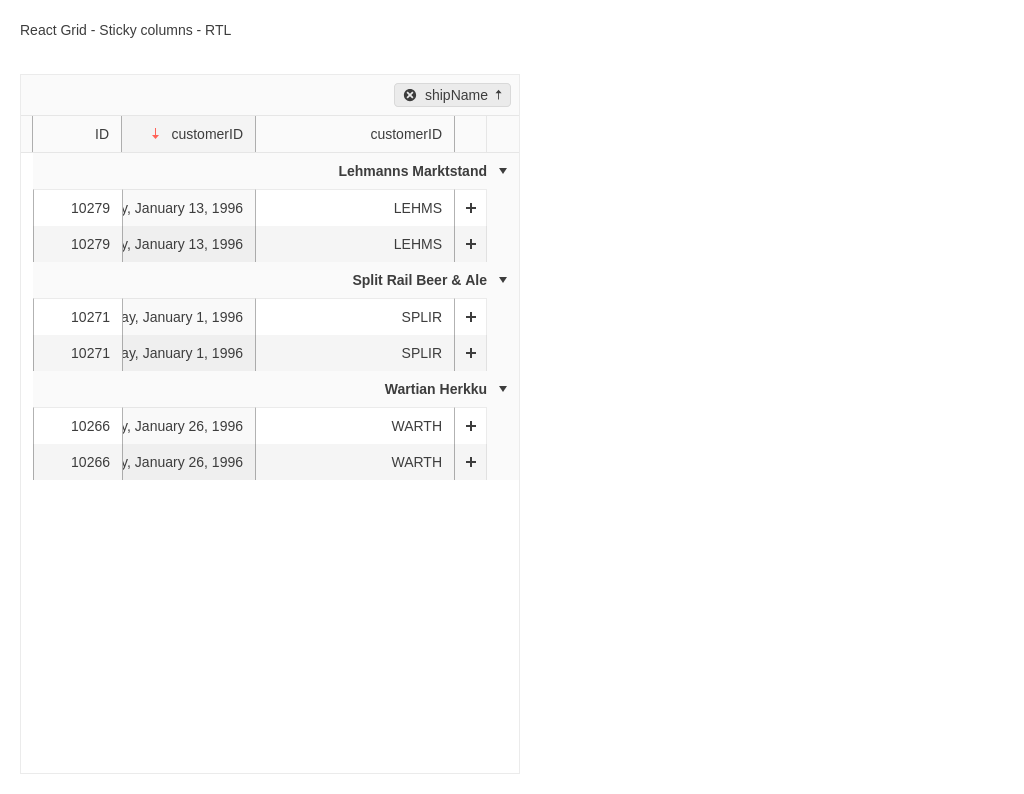 React Grid - Sticky columns - RTL
shipName
ID customerID customerID
Lehmanns Marktstand
10279 y, January 13, 1996 LEHMS
10279 y, January 13, 1996 LEHMS
Split Rail Beer & Ale
10271 ay, January 1, 1996 SPLIR
10271 ay, January 1, 1996 SPLIR
Wartian Herkku
10266 y, January 26, 1996 WARTH
10266 y, January 26, 1996 WARTH